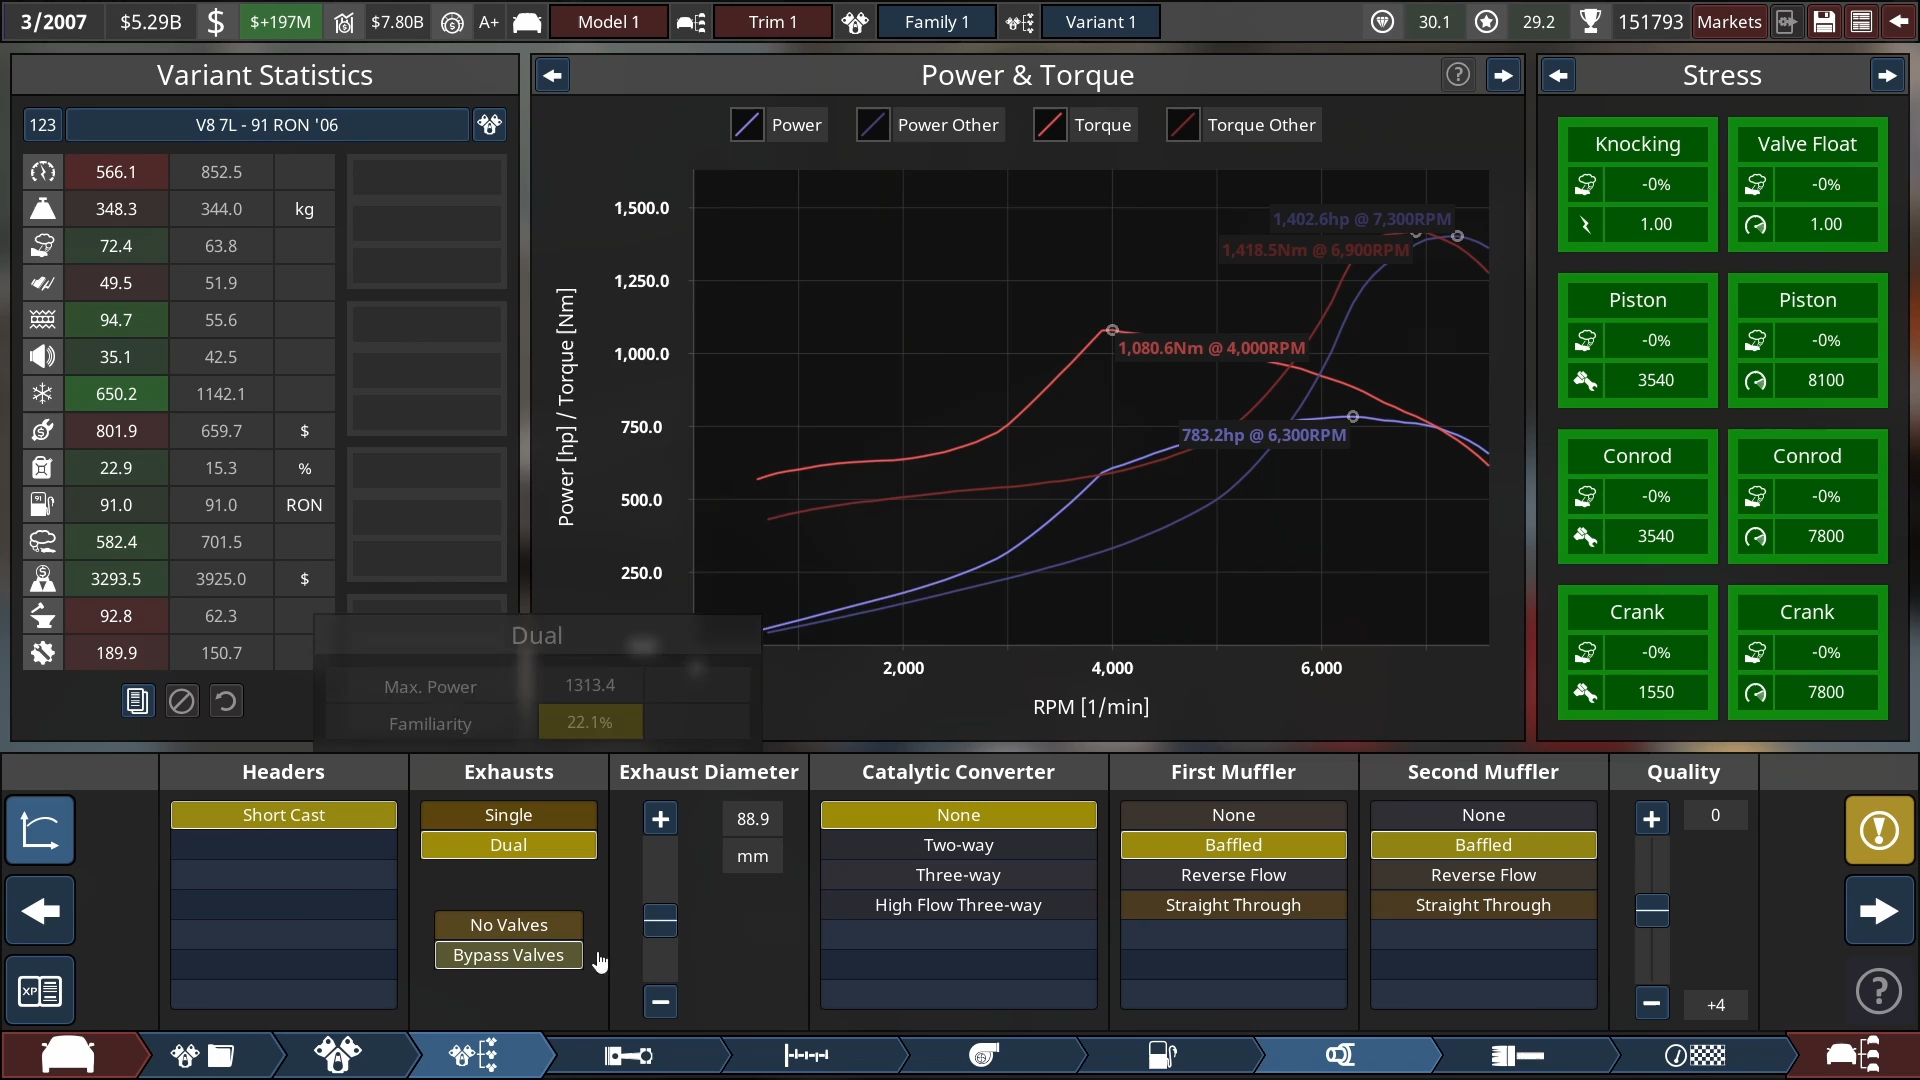 3/2007 $5.29B $+197M $7.80B A+ Model 1 Trim 1 Family 1 Variant 1 30.1 29.2 151793 Markets
Variant Statistics
123 V8 7L - 91 RON '06
566.1 852.5
348.3 344.0 kg
72.4 63.8
49.5 51.9
94.7 55.6
35.1 42.5
650.2 1142.1
801.9 659.7 $
22.9 15.3 %
91.0 91.0 RON
582.4 701.5
3293.5 3925.0 $
92.8 62.3
189.9 150.7
Dual
Max. Power 1313.4
Familiarity 22.1%
Power & Torque
?
Power Power Other Torque Torque Other
Power [hp] / Torque [Nm]
1,500.0
1,250.0
1,000.0
750.0
500.0
250.0
1,402.6hp @ 7,300RPM
1,418.5Nm @ 6,900RPM
1,080.6Nm @ 4,000RPM
783.2hp @ 6,300RPM
2,000 4,000 6,000
RPM [1/min]
Stress
Knocking Valve Float
-0% -0%
1.00 1.00
Piston Piston
-0% -0%
3540 8100
Conrod Conrod
-0% -0%
3540 7800
Crank Crank
-0% -0%
1550 7800
Headers
Short Cast
Exhausts
Single
Dual
No Valves
Bypass Valves
Exhaust Diameter
+ 88.9
mm
Catalytic Converter
None
Two-way
Three-way
High Flow Three-way
First Muffler
None
Baffled
Reverse Flow
Straight Through
Second Muffler
None
Baffled
Reverse Flow
Straight Through
Quality
+ 0
+4
XP
?